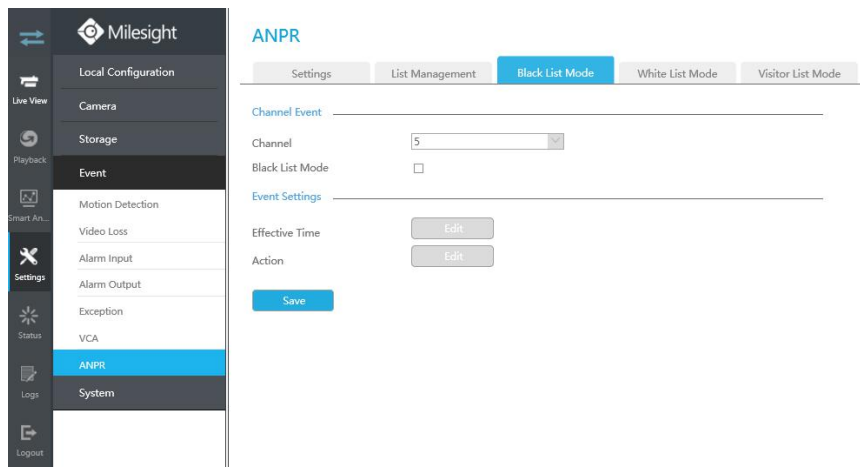 Milesight
Live View
Playback
Smart An...
Settings
Status
Logs
Logout
Local Configuration
Camera
Storage
Event
Motion Detection
Video Loss
Alarm Input
Alarm Output
Exception
VCA
ANPR
System
ANPR
Settings
List Management
Black List Mode
White List Mode
Visitor List Mode
Channel Event
Channel
5
Black List Mode
Event Settings
Effective Time
Edit
Action
Edit
Save